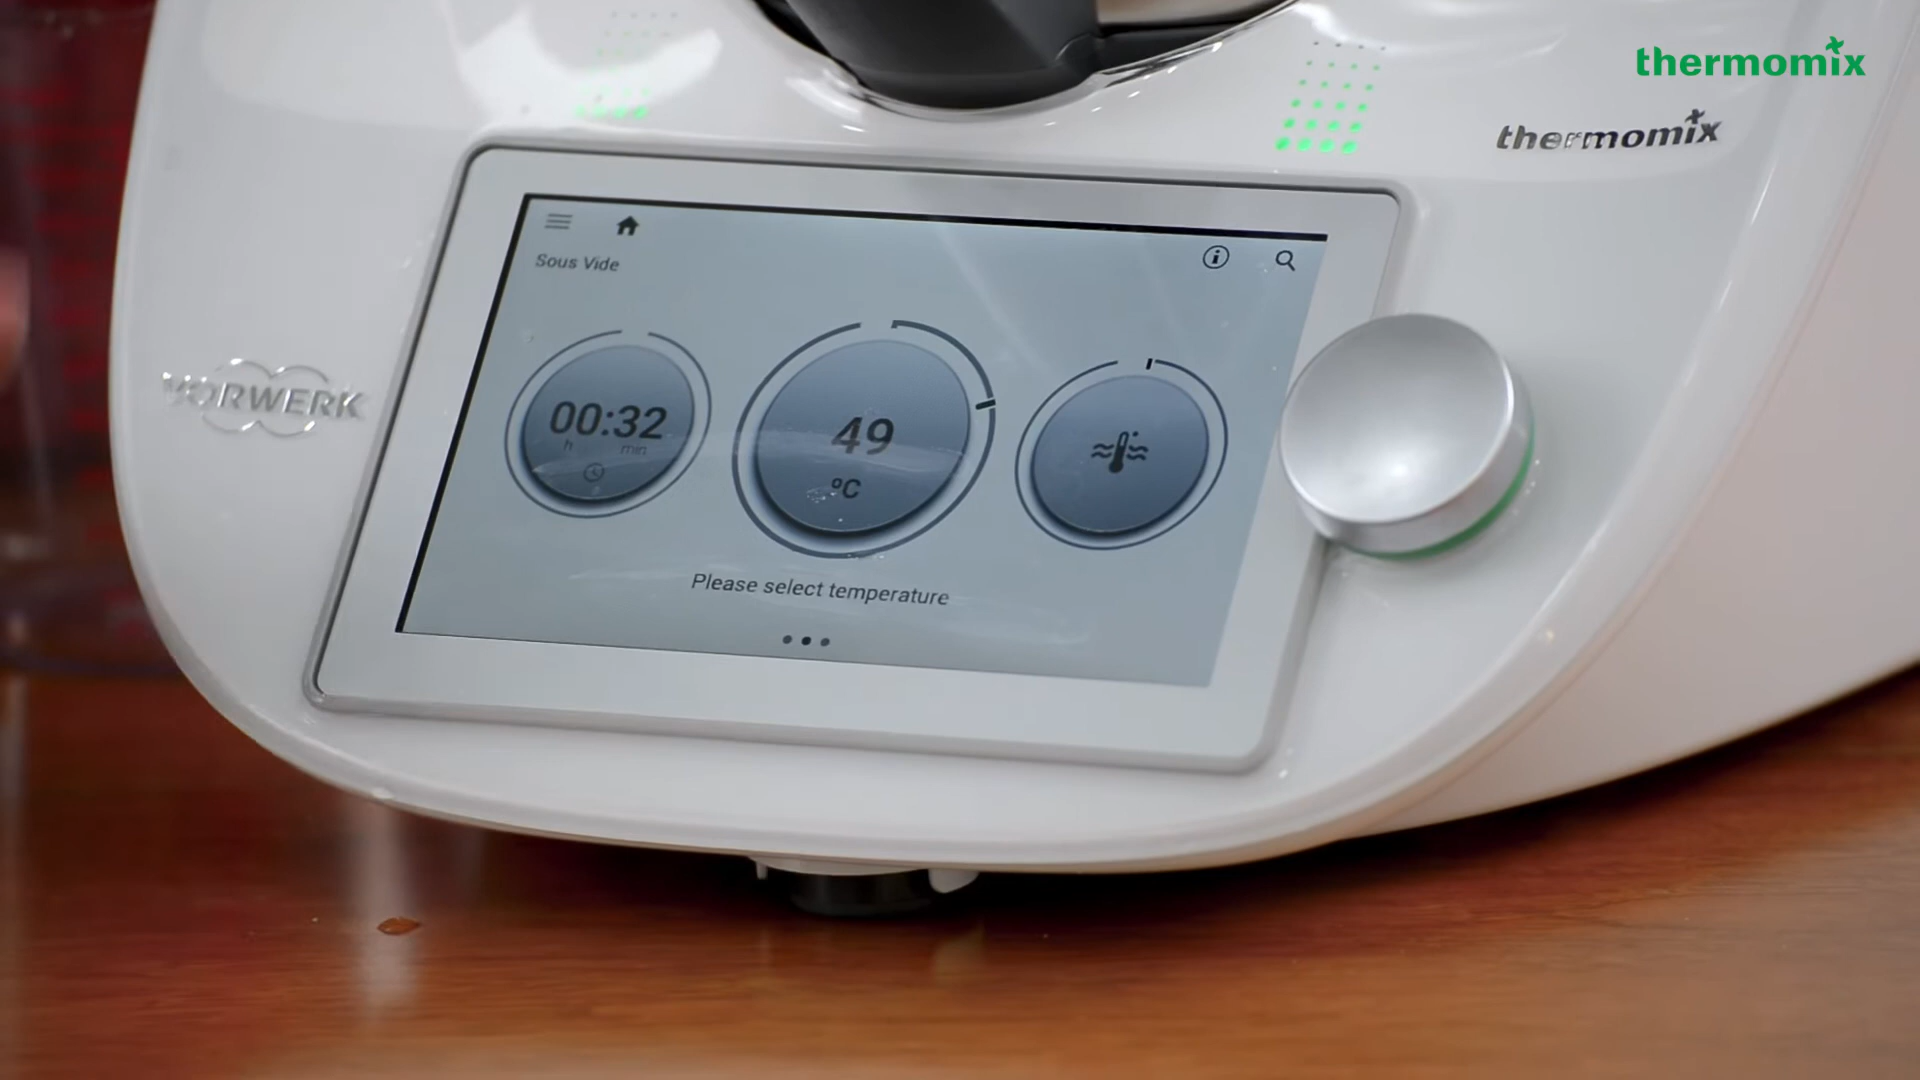 thermomix
thermomix
Sous Vide
VORWERK
00:32
h min
49
°C
Please select temperature